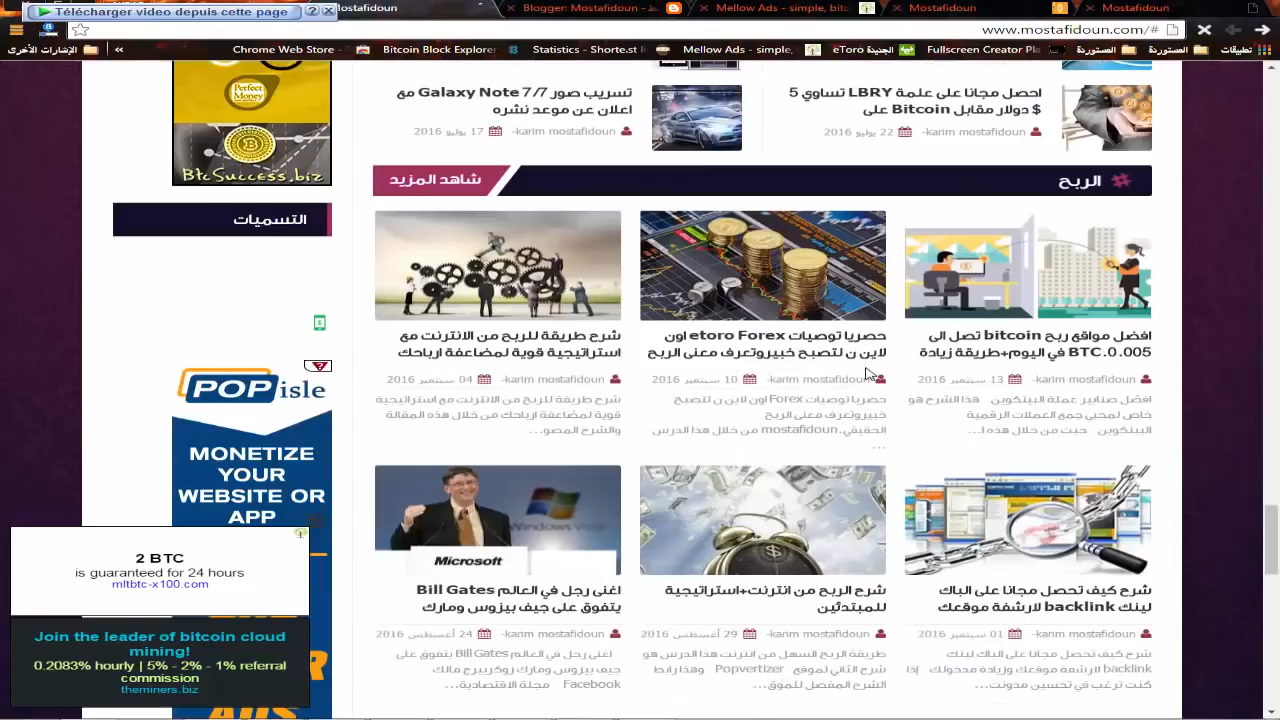 Télécharger video depuis cette page
Blogger: Mostafidoun -
Mellow Ads - simple, bitc
Mostafidoun
Mostafidoun
www.mostafidoun.com/#
الإشارات الأخرى
Chrome Web Store
Bitcoin Block Explorer
Statistics - Shorte.st
Mellow Ads - simple,
eToro الجديدة
Fullscreen Creator Pla
المستوردة
المستوردة
تطبيقات
احصل مجانا على علمة LBRY تساوي 5
$ دولار مقابل Bitcoin على
karim mostafidoun- 22 يوليو 2016
تسريب صور Galaxy Note 7/7 مع
اعلان عن موعد نشره
karim mostafidoun- 17 يوليو 2016
Perfect
Money
BtcSuccess.biz
الربح
شاهد المزيد
التسميات
افضل مواقع ربح bitcoin تصل الى
0.005.BTC في اليوم+طريقة زيادة
karim mostafidoun- 13 سبتمبر 2016
افضل صنابير عملة البيتكوين هذا الشرح هو
خاص لمحبي جمع العملات الرقمية
البيتكوين حيث من خلال هذه ا...
حصريا توصيات etoro Forex اون
لاين ن لتصبح خبيروتعرف معنى الربح
karim mostafidoun- 10 سبتمبر 2016
حصريا توصيات Forex اون لاين ن لتصبح
خبيروتعرف معنى الربح
الحقيقي.mostafidoun من خلال هذا الدرس
...
شرح طريقة للربح من الانترنت مع
استراتيجية قوية لمضاعفة ارباحك
karim mostafidoun- 04 سبتمبر 2016
شرح طريقة للربح من الانترنت مع استراتيجية
قوية لمضاعفة ارباحك من خلال هذه المقالة
والشرح المصو...
POPisle
MONETIZE
YOUR
WEBSITE OR
APP
Microsoft
شرح كيف تحصل مجانا على الباك
لينك backlink لارشفة موقعك
karim mostafidoun- 01 سبتمبر 2016
شرح كيف تحصل مجانا على الباك لينك
backlink لارشفة موقعك وزيادة مدخولك إذا
كنت ترغب في تحسين مدونت...
شرح الربح من انترنت+استراتيجية
للمبتدئين
karim mostafidoun- 29 أغسطس 2016
طريقة الربح السهل من انترنت هذا الدرس هو
شرح الثاني لموقع Popvertizer وهذا رابط
الشرح المفصل للموق...
اغنى رجل في العالم Bill Gates
يتفوق على جيف بيزوس ومارك
karim mostafidoun- 24 أغسطس 2016
اغنى رجل في العالم Bill Gates يتفوق على
جيف بيزوس ومارك زوكربيرج مالك
Facebook مجلة الاقتصادية...
2 BTC
is guaranteed for 24 hours
mltbtc-x100.com
Join the leader of bitcoin cloud
mining!
0.2083% hourly | 5% - 2% - 1% referral
commission
theminers.biz